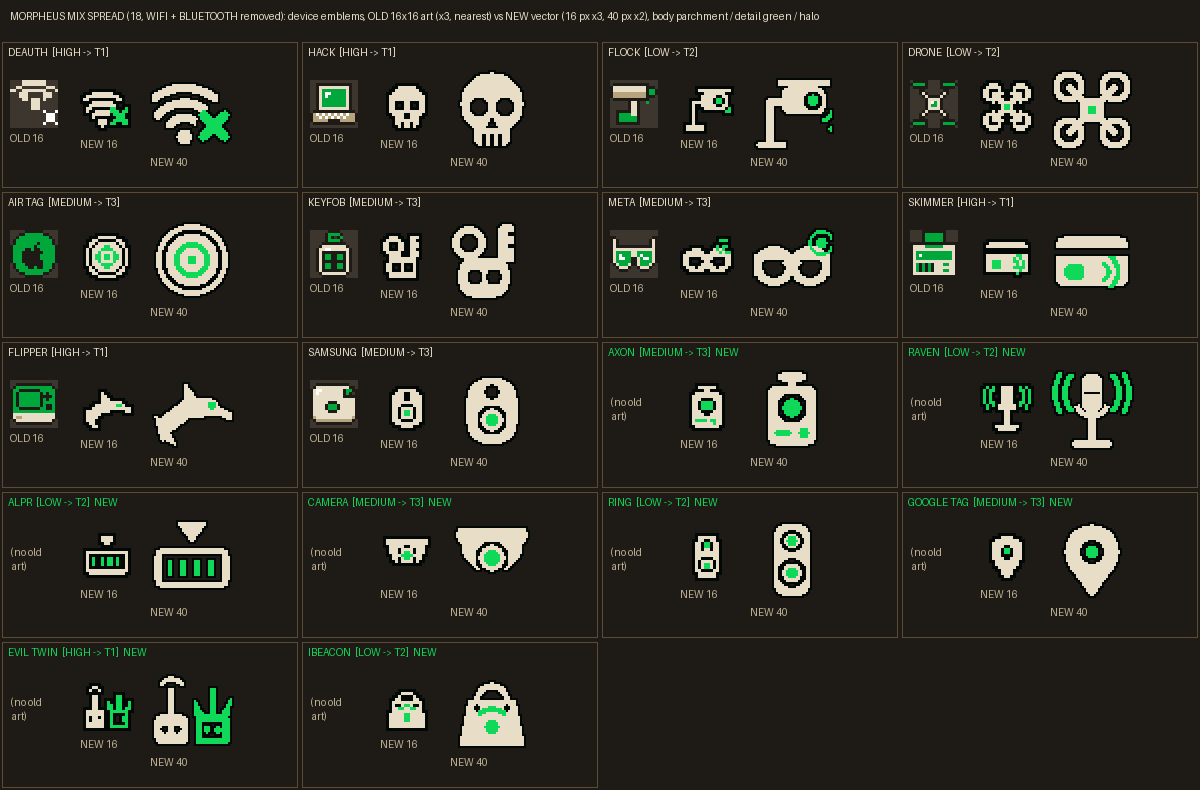 MORPHEUS MIX SPREAD (18, WIFI + BLUETOOTH removed): device emblems, OLD 16x16 art (x3, nearest) vs NEW vector (16 px x3, 40 px x2), body parchment / detail green / halo
DEAUTH [HIGH -> T1]
OLD 16
NEW 16
NEW 40
HACK [HIGH -> T1]
OLD 16
NEW 16
NEW 40
FLOCK [LOW -> T2]
OLD 16
NEW 16
NEW 40
DRONE [LOW -> T2]
OLD 16
NEW 16
NEW 40
AIR TAG [MEDIUM -> T3]
OLD 16
NEW 16
NEW 40
KEYFOB [MEDIUM -> T3]
OLD 16
NEW 16
NEW 40
META [MEDIUM -> T3]
OLD 16
NEW 16
NEW 40
SKIMMER [HIGH -> T1]
OLD 16
NEW 16
NEW 40
FLIPPER [HIGH -> T1]
OLD 16
NEW 16
NEW 40
SAMSUNG [MEDIUM -> T3]
OLD 16
NEW 16
NEW 40
AXON [MEDIUM -> T3] NEW
(no old
art)
NEW 16
NEW 40
RAVEN [LOW -> T2] NEW
(no old
art)
NEW 16
NEW 40
ALPR [LOW -> T2] NEW
(no old
art)
NEW 16
NEW 40
CAMERA [MEDIUM -> T3] NEW
(no old
art)
NEW 16
NEW 40
RING [LOW -> T2] NEW
(no old
art)
NEW 16
NEW 40
GOOGLE TAG [MEDIUM -> T3] NEW
(no old
art)
NEW 16
NEW 40
EVIL TWIN [HIGH -> T1] NEW
(no old
art)
NEW 16
NEW 40
IBEACON [LOW -> T2] NEW
(no old
art)
NEW 16
NEW 40